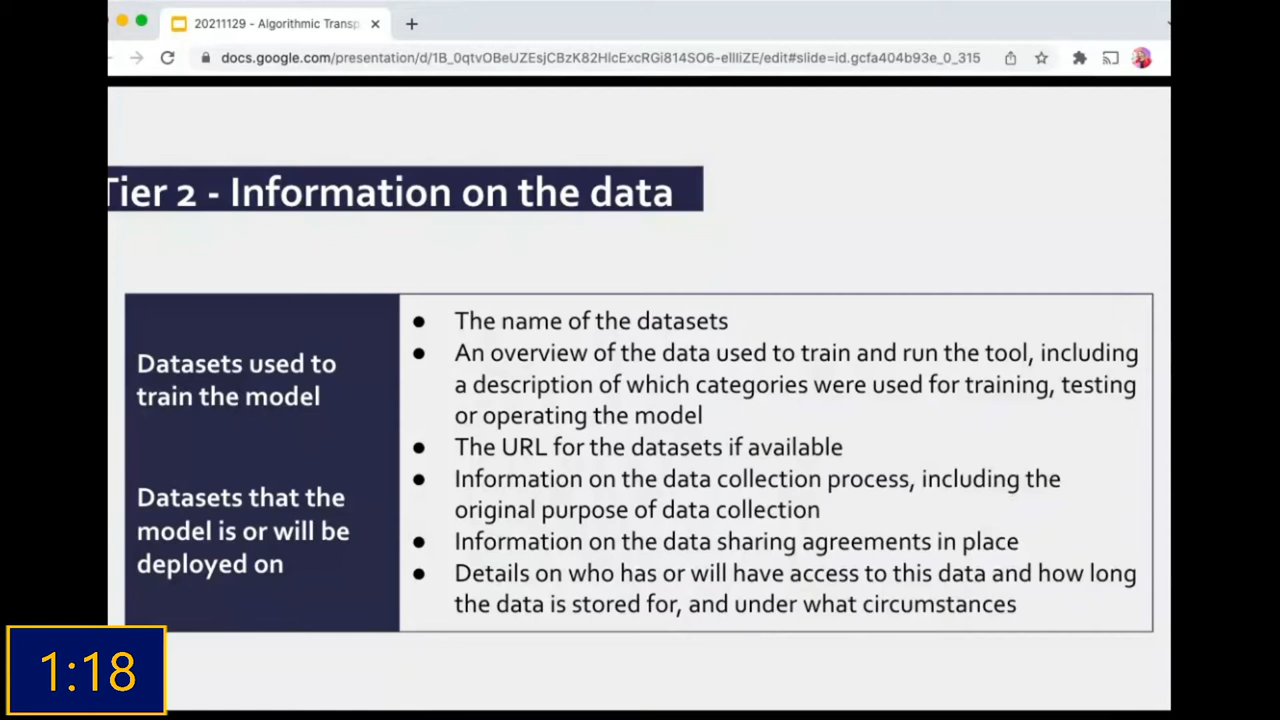 20211129 - Algorithmic Transp
docs.google.com/presentation/d/1B_0qtvOBeUZEsjCBzK82HlcExcRGi814SO6-ellIiZE/edit#slide=id.gcfa404b93e_0_315
Tier 2 - Information on the data
Datasets used to
train the model
Datasets that the
model is or will be
deployed on
● The name of the datasets
● An overview of the data used to train and run the tool, including
a description of which categories were used for training, testing
or operating the model
● The URL for the datasets if available
● Information on the data collection process, including the
original purpose of data collection
● Information on the data sharing agreements in place
● Details on who has or will have access to this data and how long
the data is stored for, and under what circumstances
1:18